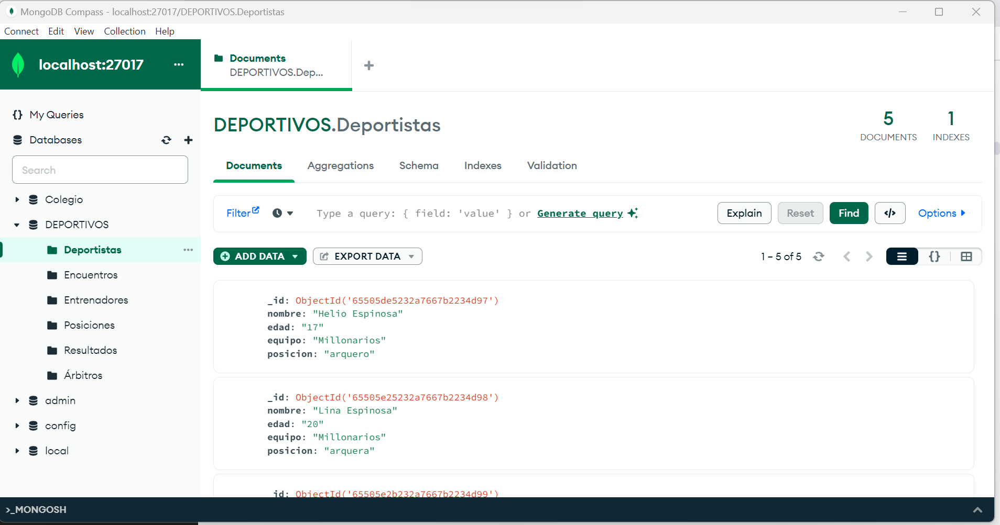 MongoDB Compass - localhost:27017/DEPORTIVOS.Deportistas
Connect Edit View Collection Help
localhost:27017 ...
Documents
DEPORTIVOS.Dep...
My Queries
Databases
Search
Colegio
DEPORTIVOS
Deportistas
Encuentros
Entrenadores
Posiciones
Resultados
Árbitros
admin
config
local
DEPORTIVOS.Deportistas
5
DOCUMENTS
1
INDEXES
Documents Aggregations Schema Indexes Validation
Filter Type a query: { field: 'value' } or Generate query Explain Reset Find </> Options
ADD DATA EXPORT DATA 1 – 5 of 5 {}
_id: ObjectId('65505de5232a7667b2234d97')
nombre: "Helio Espinosa"
edad: "17"
equipo: "Millonarios"
posicion: "arquero"
_id: ObjectId('65505e25232a7667b2234d98')
nombre: "Lina Espinosa"
edad: "20"
equipo: "Millonarios"
posicion: "arquera"
_id: ObjectId('65505e2b232a7667b2234d99')
>_MONGOSH